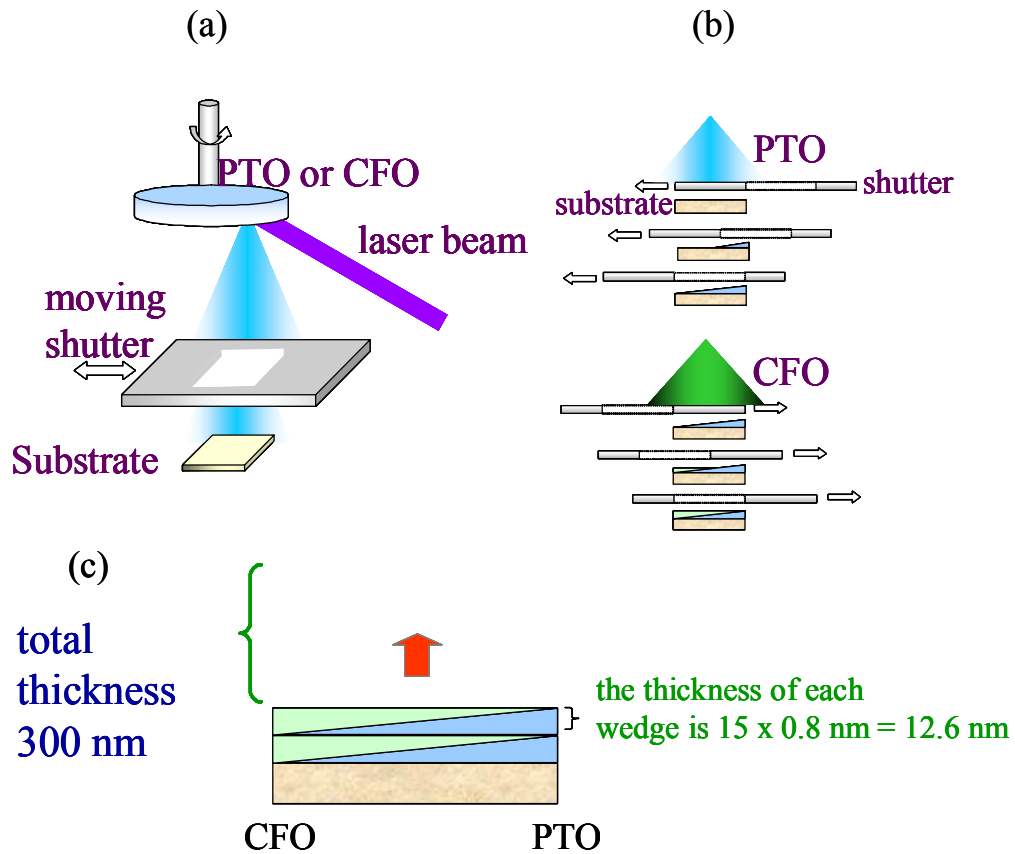 (a)
PTO or CFO
laser beam
moving
shutter
Substrate
(b)
PTO
shutter
substrate
CFO
(c)
total
thickness
300 nm
the thickness of each
wedge is 15 x 0.8 nm = 12.6 nm
CFO
PTO